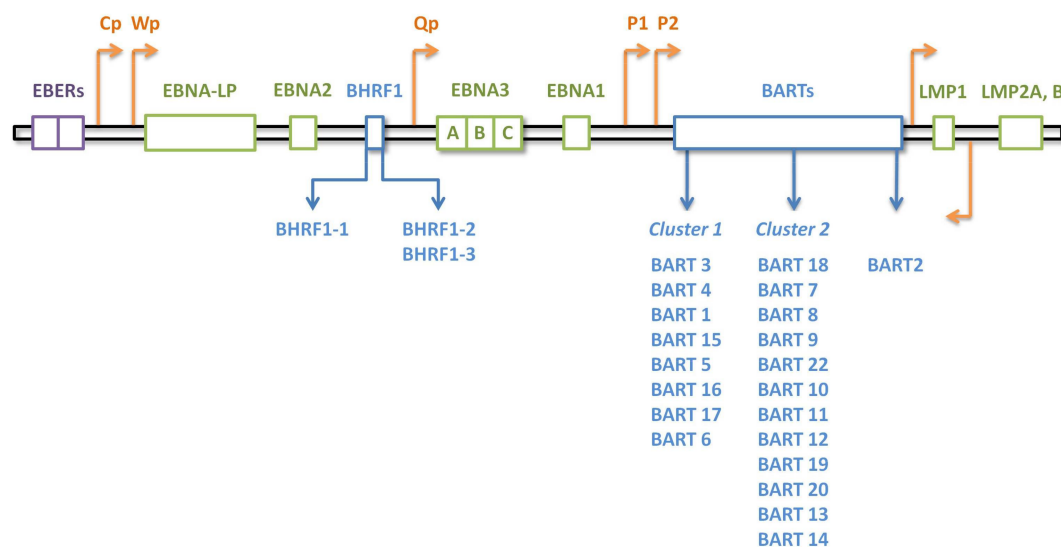 Cp Wp Qp P1 P2
EBERs EBNA-LP EBNA2 BHRF1 EBNA3 EBNA1 BARTs LMP1 LMP2A, B
A B C
BHRF1-1 BHRF1-2 Cluster 1 Cluster 2
BHRF1-3
BART 3 BART 18 BART2
BART 4 BART 7
BART 1 BART 8
BART 15 BART 9
BART 5 BART 22
BART 16 BART 10
BART 17 BART 11
BART 6 BART 12
BART 19
BART 20
BART 13
BART 14